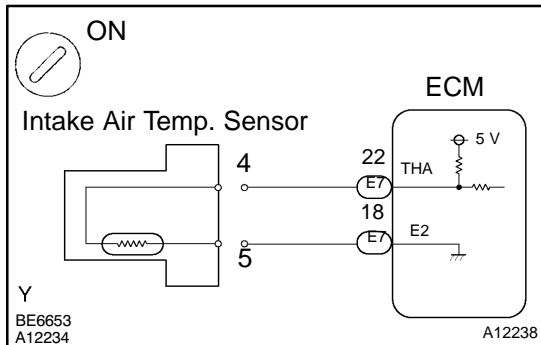 ON
ECM
Intake Air Temp. Sensor
5 V
4
22
THA
E7
18
E7
E2
5
Y
BE6653
A12234
A12238